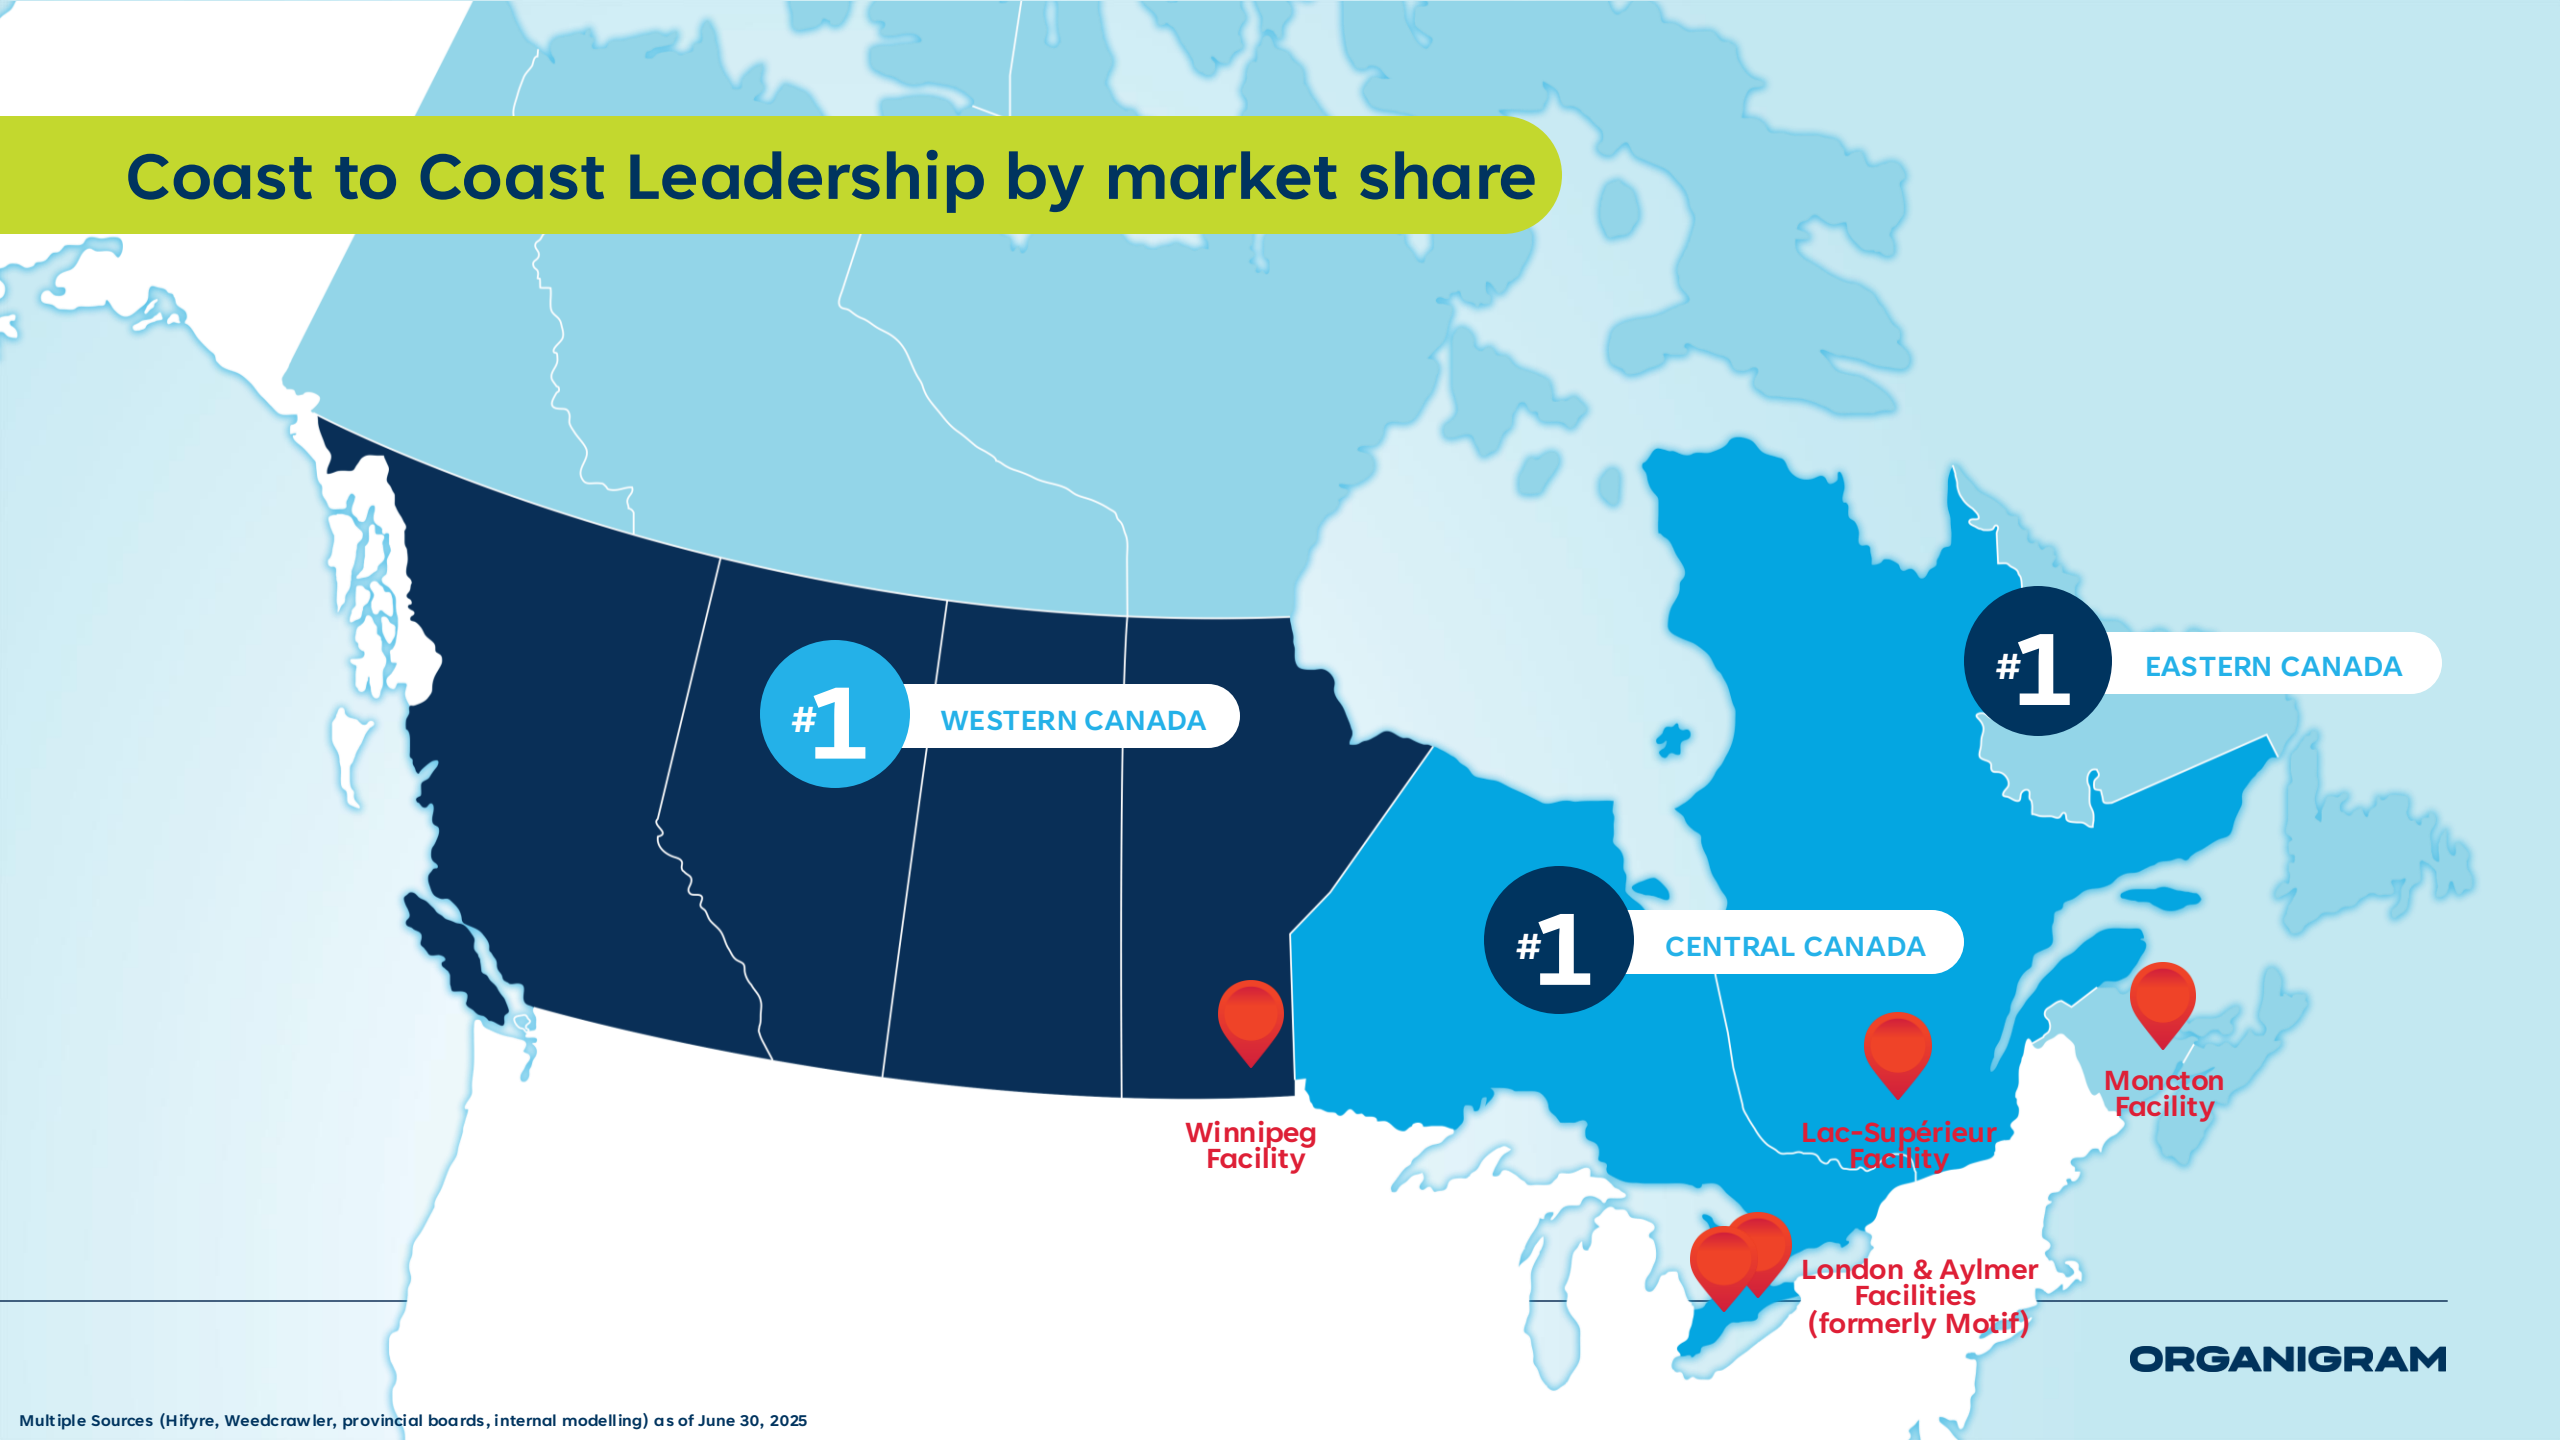 Coast to Coast Leadership by market share
#1 EASTERN CANADA
#1 WESTERN CANADA
#1 CENTRAL CANADA
Winnipeg
Facility
Lac-Supérieur
Facility
Moncton
Facility
London & Aylmer
Facilities
(formerly Motif)
ORGANIGRAM
Multiple Sources (Hifyre, Weedcrawler, provincial boards, internal modelling) as of June 30, 2025